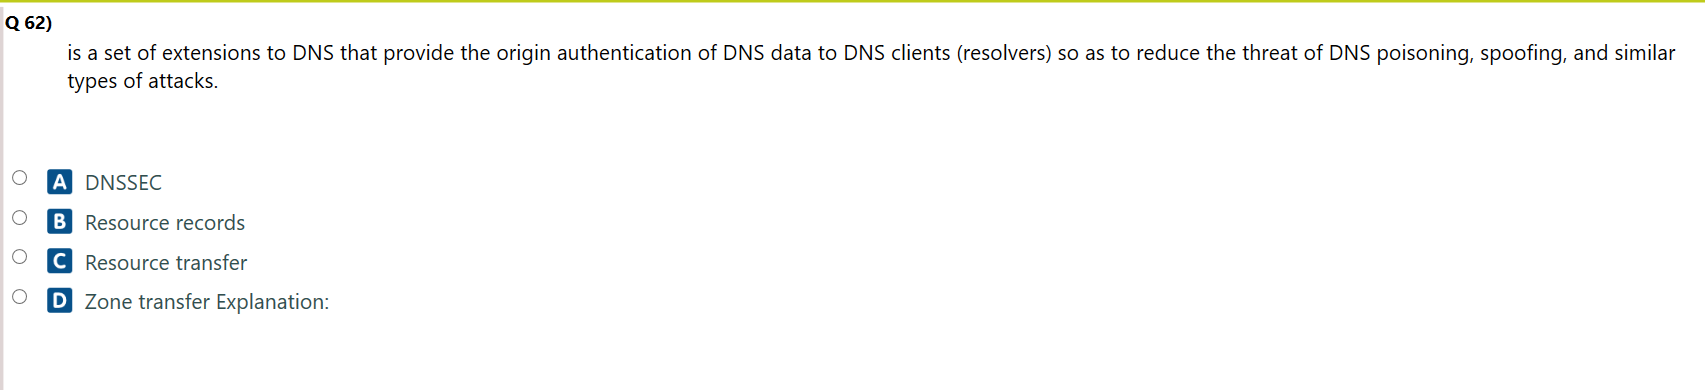 Q 62)
is a set of extensions to DNS that provide the origin authentication of DNS data to DNS clients (resolvers) so as to reduce the threat of DNS poisoning, spoofing, and similar
types of attacks.
A DNSSEC
B Resource records
C Resource transfer
D Zone transfer Explanation: